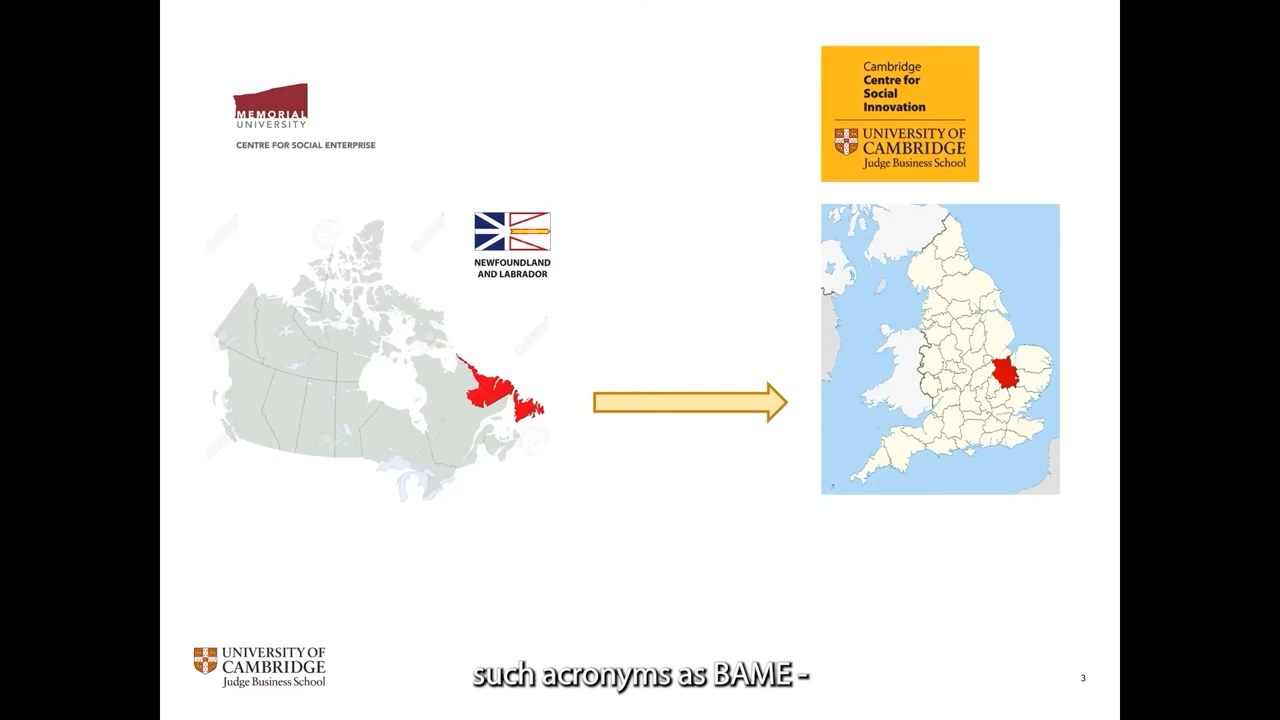 MEMORIAL
UNIVERSITY
CENTRE FOR SOCIAL ENTERPRISE
Cambridge
Centre for
Social
Innovation
UNIVERSITY OF
CAMBRIDGE
Judge Business School
NEWFOUNDLAND
AND LABRADOR
UNIVERSITY OF
CAMBRIDGE
Judge Business School
such acronyms as BAME -
3